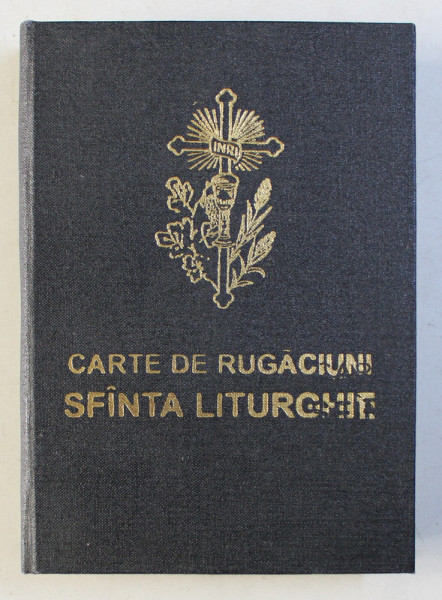 INRI
CARTE DE RUGĂCIUNI
SFÎNTA LITURGHIE